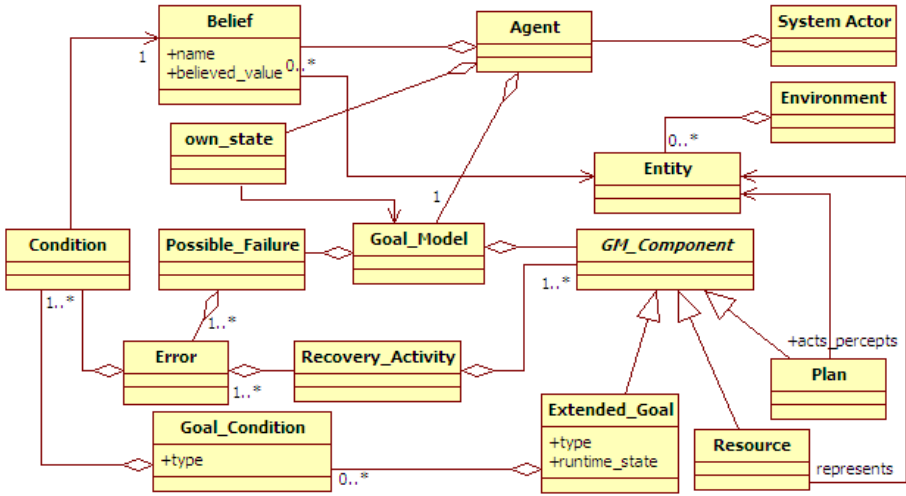 Belief
+name
+believed_value
Agent
System Actor
1
0..*
Environment
own_state
0..*
Entity
1
Condition
Possible_Failure
Goal_Model
GM_Component
1..*
1..*
1..*
+acts_percepts
Error
Recovery_Activity
Plan
1..*
Goal_Condition
+type
Extended_Goal
+type
+runtime_state
Resource
0..*
represents